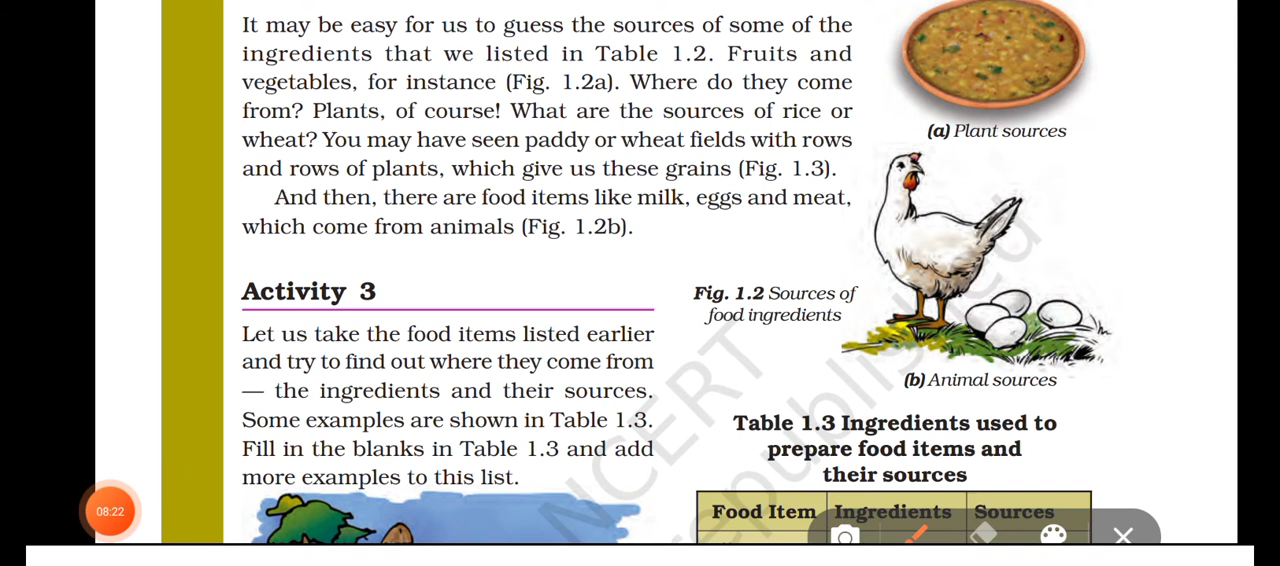 It may be easy for us to guess the sources of some of the
ingredients that we listed in Table 1.2. Fruits and
vegetables, for instance (Fig. 1.2a). Where do they come
from? Plants, of course! What are the sources of rice or
wheat? You may have seen paddy or wheat fields with rows
and rows of plants, which give us these grains (Fig. 1.3).
And then, there are food items like milk, eggs and meat,
which come from animals (Fig. 1.2b).
(a) Plant sources
Activity 3
Let us take the food items listed earlier
and try to find out where they come from
— the ingredients and their sources.
Some examples are shown in Table 1.3.
Fill in the blanks in Table 1.3 and add
more examples to this list.
Fig. 1.2 Sources of
food ingredients
(b) Animal sources
Table 1.3 Ingredients used to
prepare food items and
their sources
Food Item Ingredients Sources
08:22
NCERT
republished